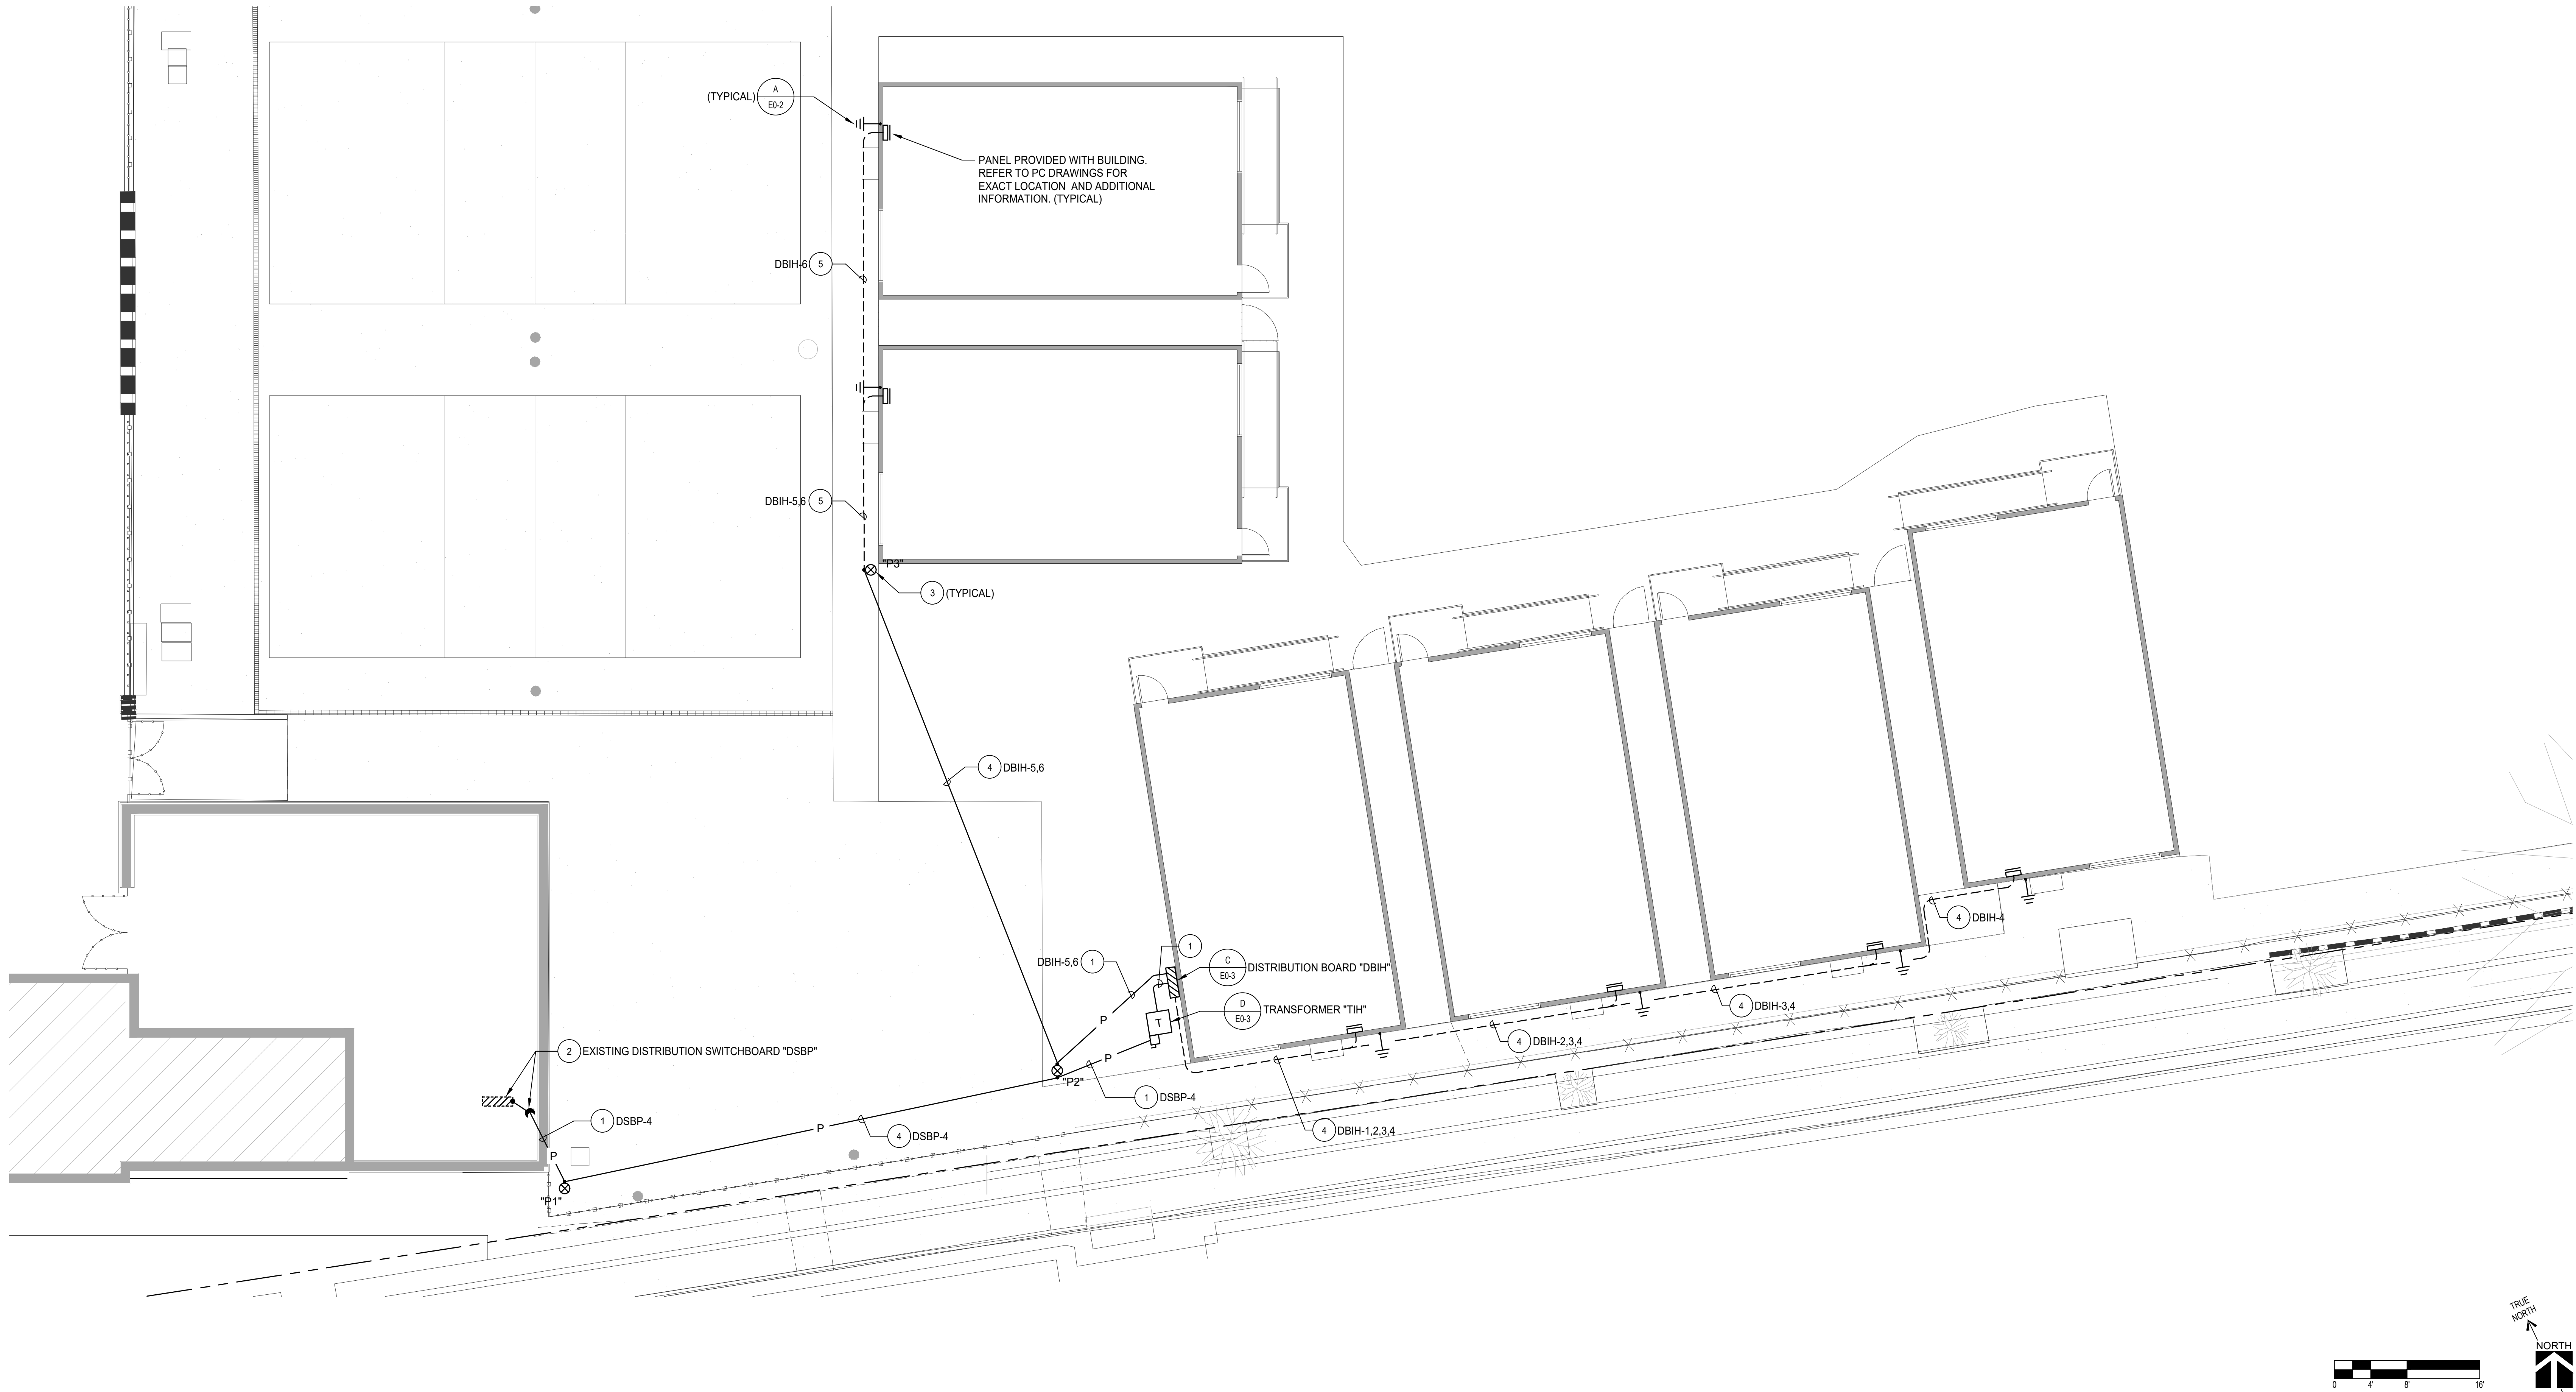 (TYPICAL)
A
E0-2
PANEL PROVIDED WITH BUILDING.
REFER TO PC DRAWINGS FOR
EXACT LOCATION AND ADDITIONAL
INFORMATION. (TYPICAL)
DBIH-6 5
DBIH-5,6 5
"P3"
3 (TYPICAL)
4 DBIH-5,6
4 DBIH-4
1
DBIH-5,6 1
C
E0-3
DISTRIBUTION BOARD "DBIH"
D
E0-3
TRANSFORMER "TIH"
T
P
P
4 DBIH-3,4
4 DBIH-2,3,4
2 EXISTING DISTRIBUTION SWITCHBOARD "DSBP"
"P2"
1 DSBP-4
1 DSBP-4
P
4 DSBP-4
4 DBIH-1,2,3,4
P
"P1"
TRUE
NORTH
NORTH
0 4' 8' 16'